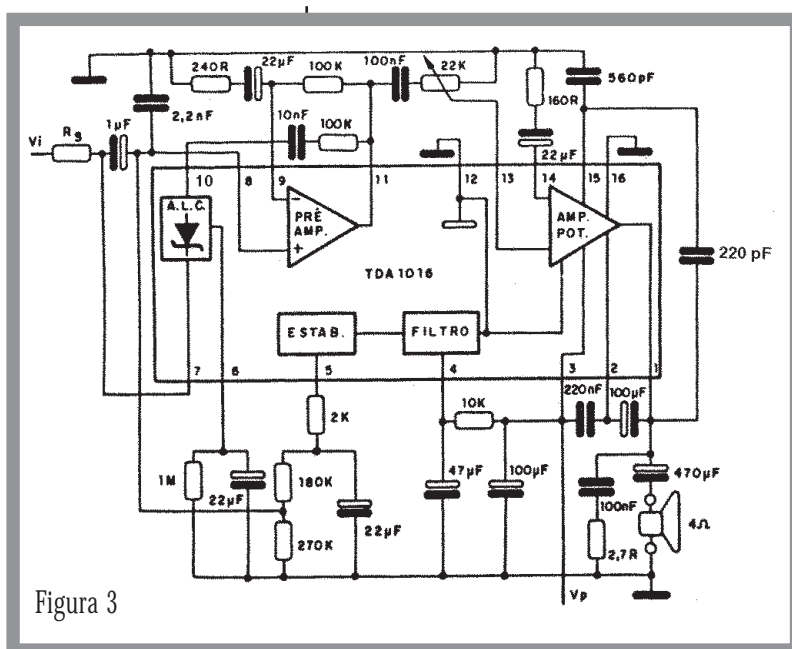 22µF
100K
100nF
22K
240R
560pF
160R
10nF
100K
2,2nF
1µF
Vi
R$
22µF
10
8
9
11
12
13
14
15
16
A.L.C.
−
PRÉ
AMP.
+
AMP.
POT.
220 pF
TDA1016
ESTAB.
FILTRO
7
6
5
4
3
2
1
220nF
100µF
10K
2K
1M
22µF
180K
47µF
100µF
470µF
100nF
22µF
4Ω
270K
2,7R
Vp
Figura 3